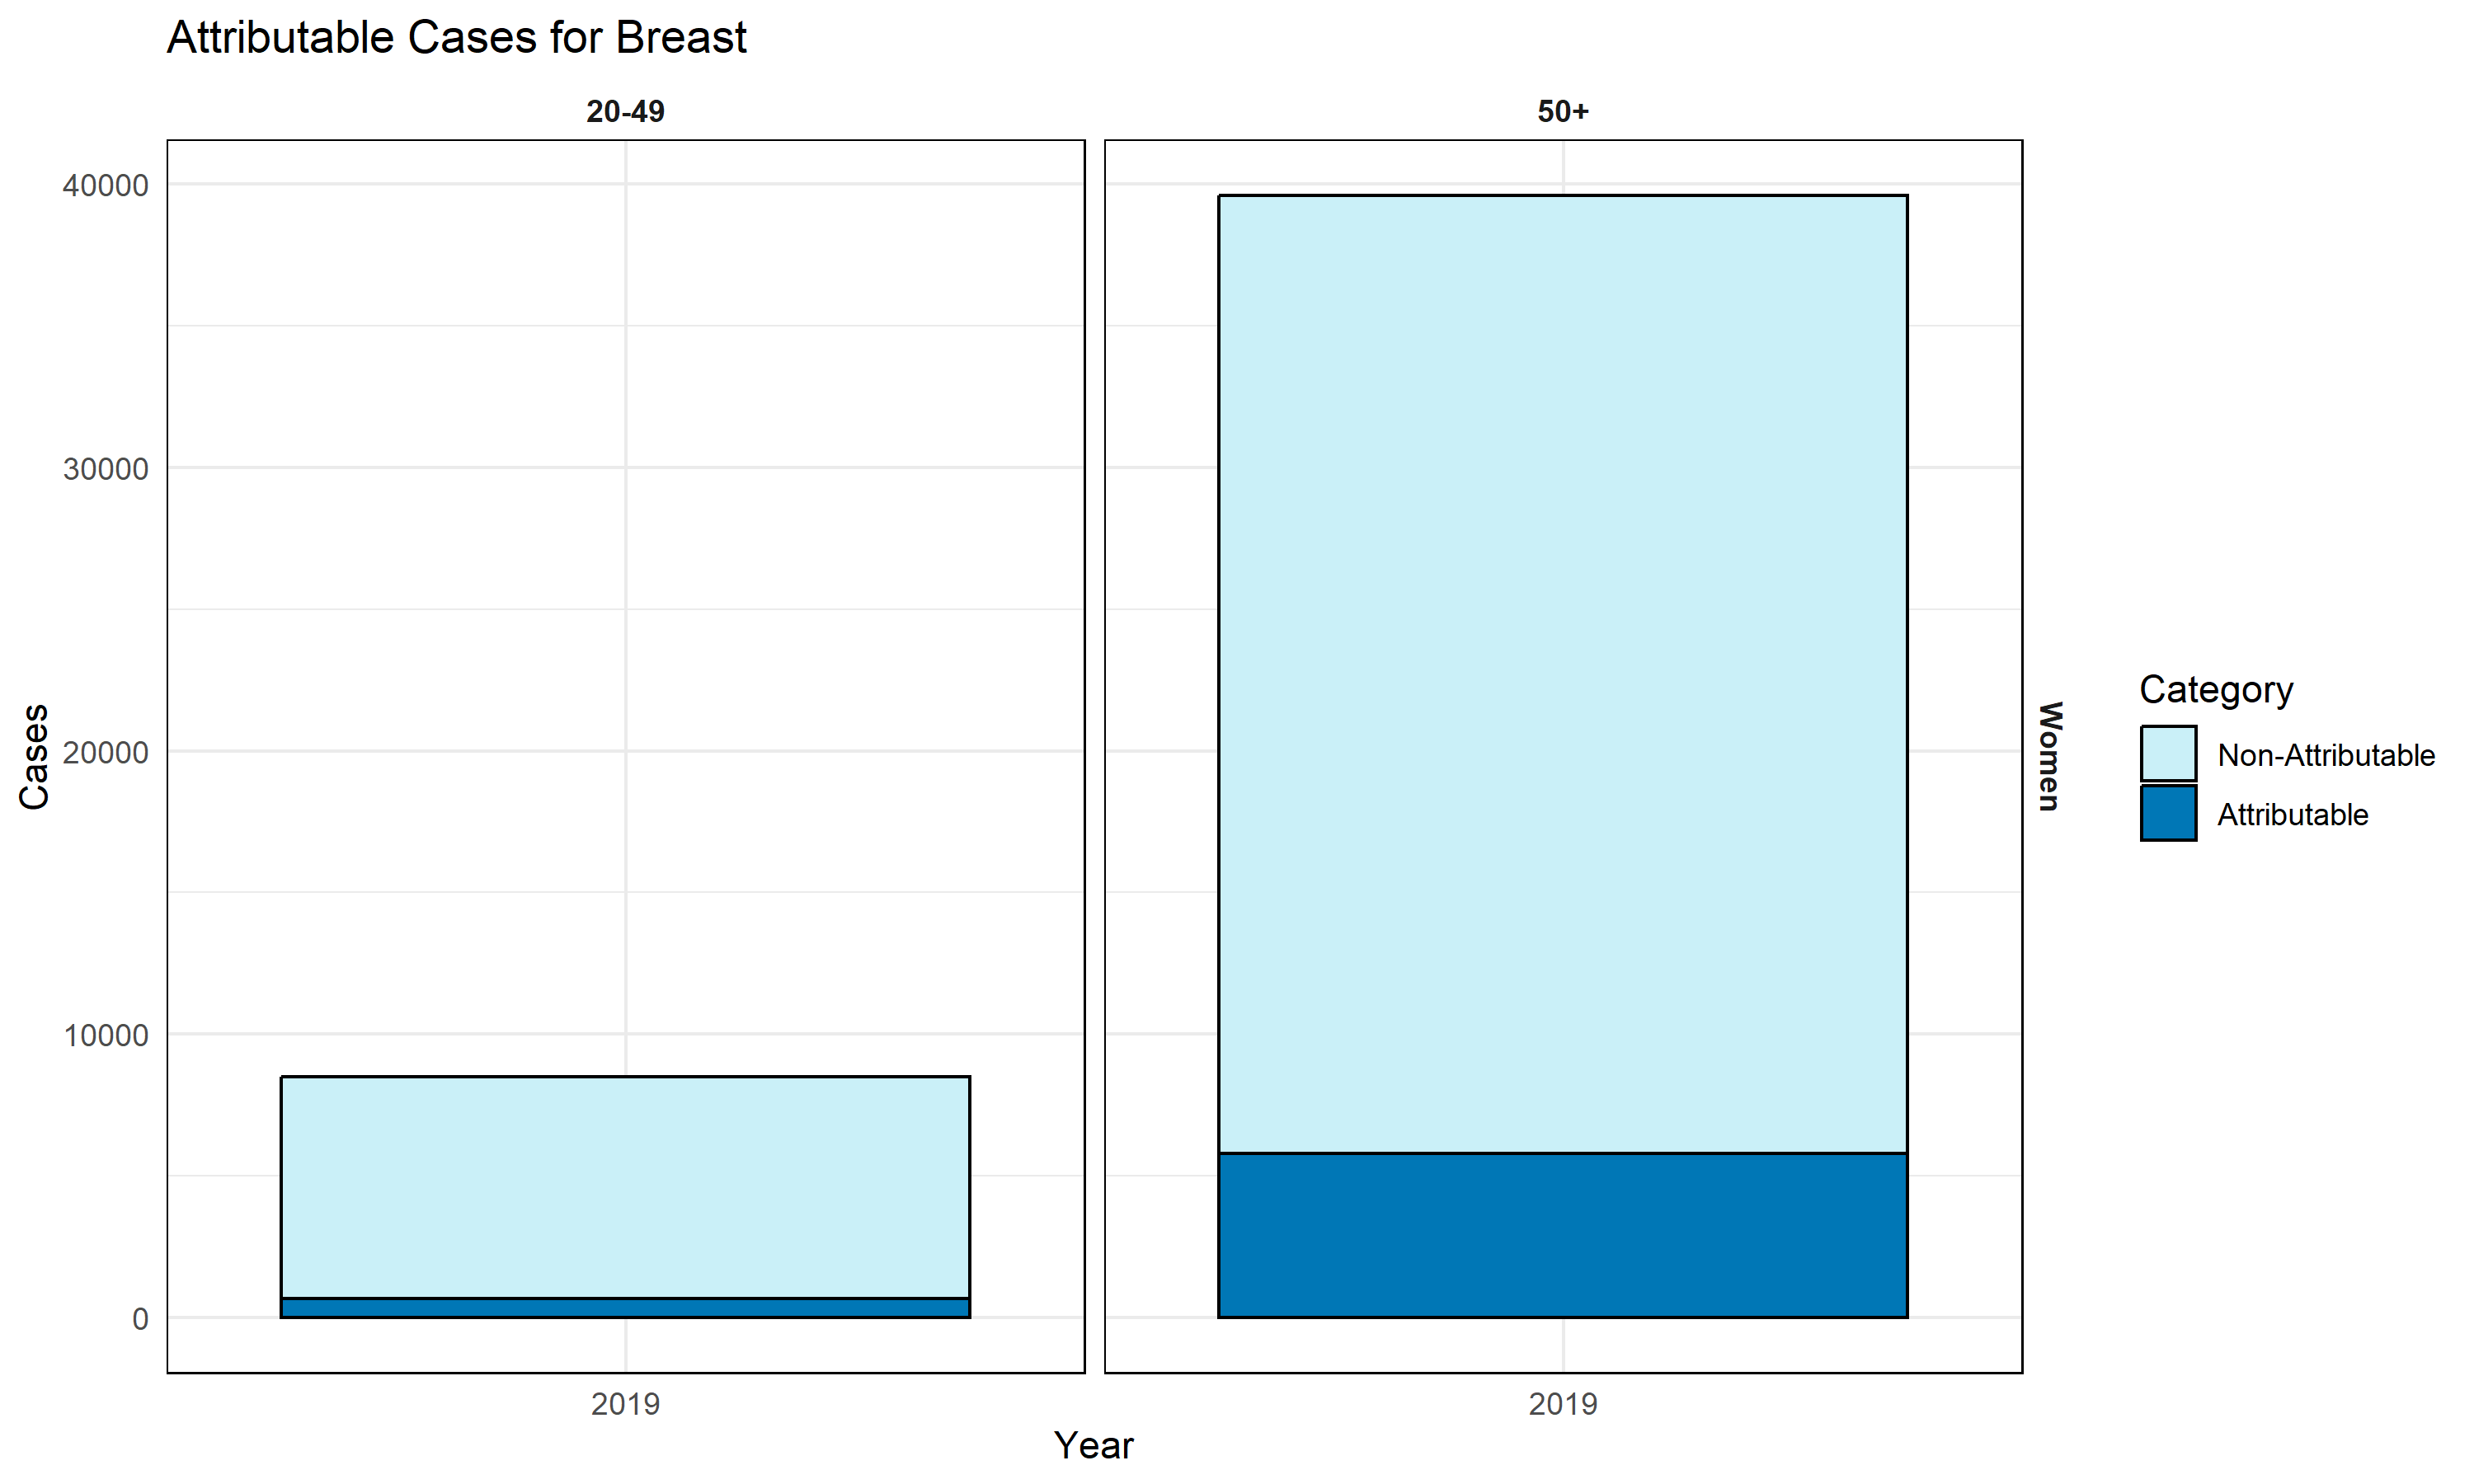 Attributable Cases for Breast
20-49
50+
40000
30000
20000
10000
0
Cases
2019
2019
Year
Women
Category
Non-Attributable
Attributable